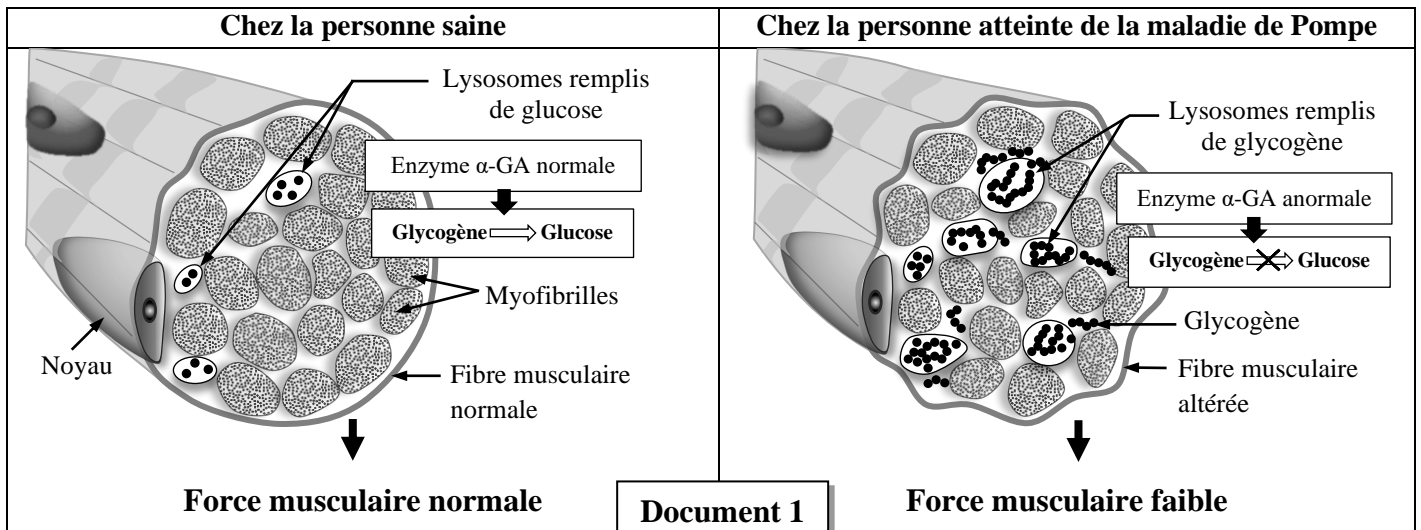 Chez la personne saine
Lysosomes remplis
de glucose
Enzyme α-GA normale
Glycogène Glucose
Myofibrilles
Noyau
Fibre musculaire
normale
Force musculaire normale
Chez la personne atteinte de la maladie de Pompe
Lysosomes remplis
de glycogène
Enzyme α-GA anormale
Glycogène Glucose
Glycogène
Fibre musculaire
altérée
Force musculaire faible
Document 1